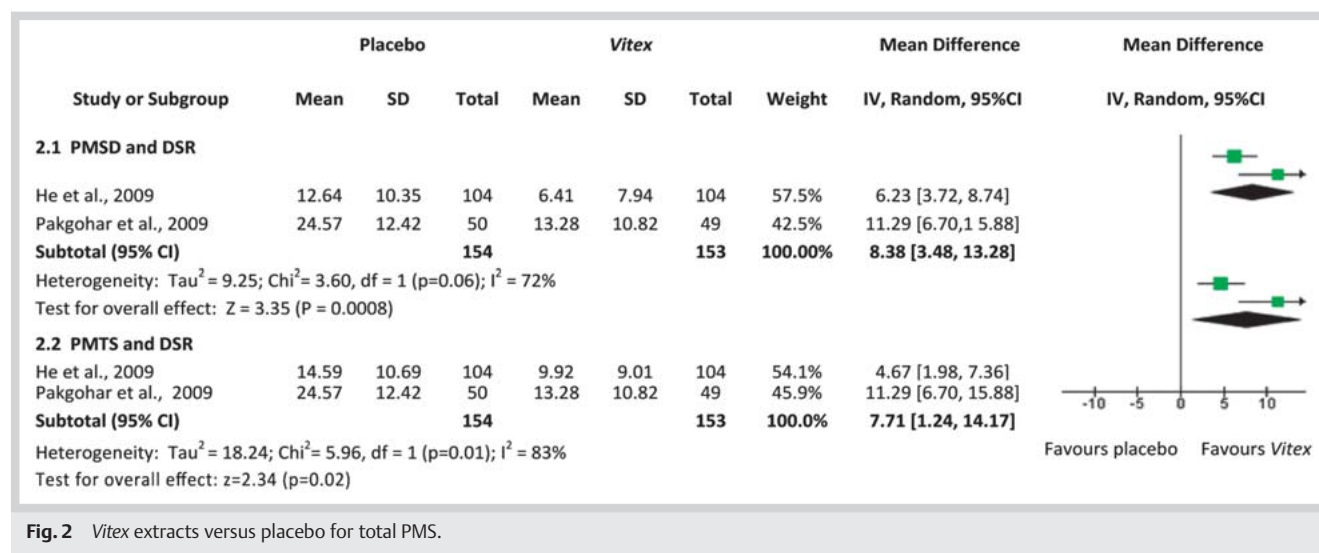 Placebo Vitex Mean Difference Mean Difference
Study or Subgroup Mean SD Total Mean SD Total Weight IV, Random, 95%CI IV, Random, 95%CI
2.1 PMSD and DSR
He et al., 2009 12.64 10.35 104 6.41 7.94 104 57.5% 6.23 [3.72, 8.74]
Pakgohar et al., 2009 24.57 12.42 50 13.28 10.82 49 42.5% 11.29 [6.70,1 5.88]
Subtotal (95% CI) 154 153 100.00% 8.38 [3.48, 13.28]
Heterogeneity: Tau² = 9.25; Chi²= 3.60, df = 1 (p=0.06); I² = 72%
Test for overall effect: Z = 3.35 (P = 0.0008)
2.2 PMTS and DSR
He et al., 2009 14.59 10.69 104 9.92 9.01 104 54.1% 4.67 [1.98, 7.36]
Pakgohar et al., 2009 24.57 12.42 50 13.28 10.82 49 45.9% 11.29 [6.70, 15.88]
Subtotal (95% CI) 154 153 100.0% 7.71 [1.24, 14.17]
-10 -5 0 5 10
Heterogeneity: Tau² = 18.24; Chi²= 5.96, df = 1 (p=0.01); I² = 83%
Favours placebo Favours Vitex
Test for overall effect: z=2.34 (p=0.02)
Fig. 2 Vitex extracts versus placebo for total PMS.